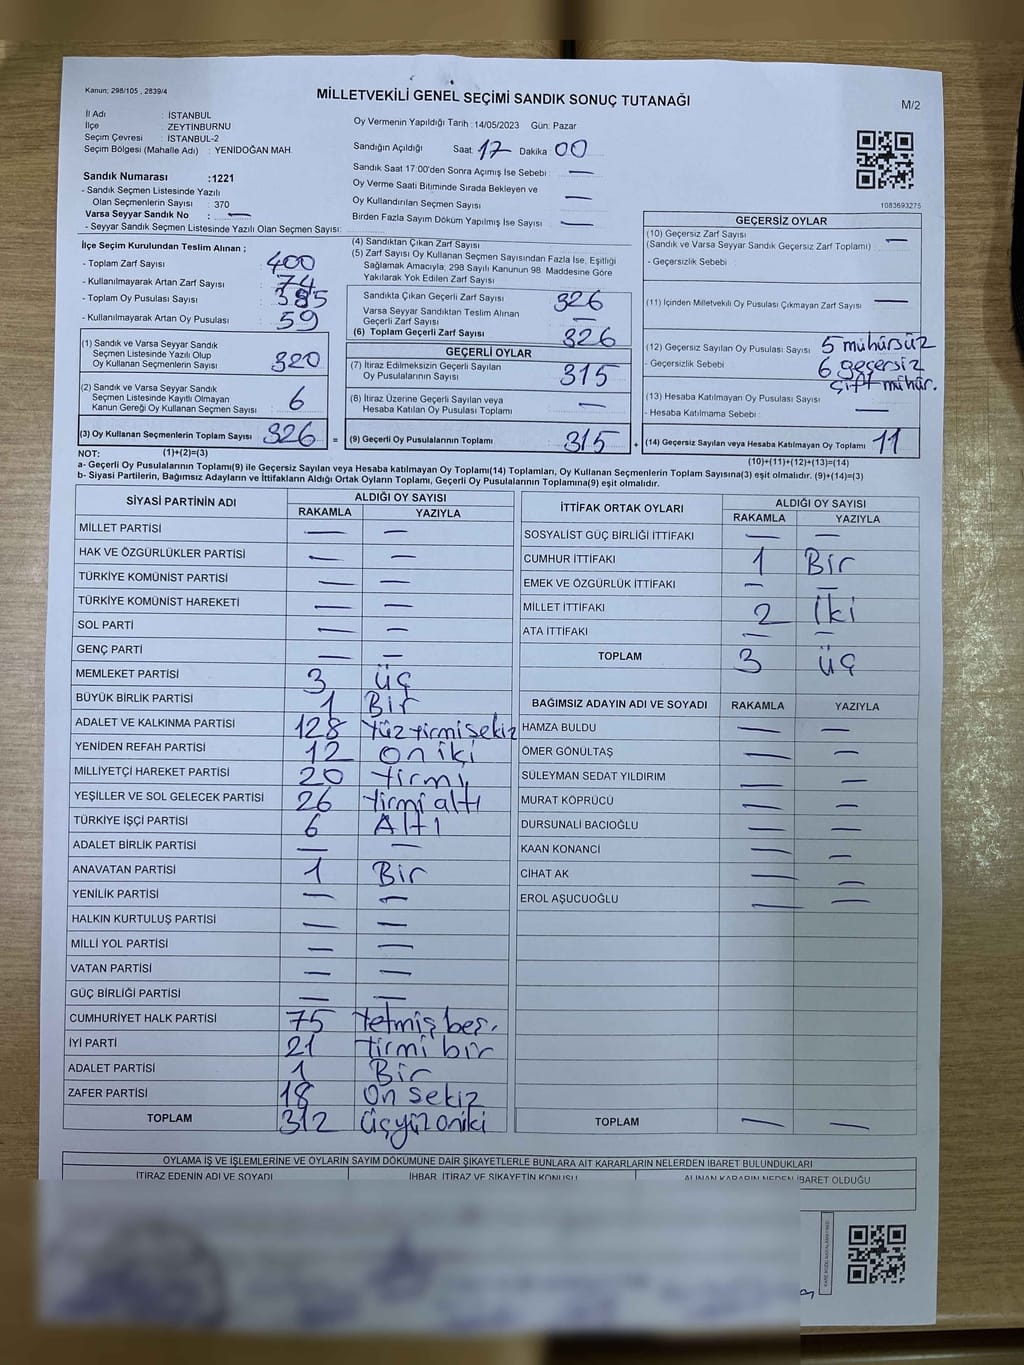 Kanun; 298/105 , 2839/4
MİLLETVEKİLİ GENEL SEÇİMİ SANDIK SONUÇ TUTANAĞI
M/2
İl Adı : İSTANBUL
İlçe : ZEYTINBURNU
Seçim Çevresi : İSTANBUL-2
Seçim Bölgesi (Mahalle Adı) : YENİDOĞAN MAH.
Oy Vermenin Yapıldığı Tarih : 14/05/2023 Gün: Pazar
Sandığın Açıldığı Saat: 17 Dakika 00
Sandık Saat 17:00'den Sonra Açımış İse Sebebi : —
Oy Verme Saati Bitiminde Sırada Bekleyen ve
Oy Kullandırılan Seçmen Sayısı : —
Birden Fazla Sayım Döküm Yapılmış İse Sayısı : —
Sandık Numarası :1221
- Sandık Seçmen Listesinde Yazılı
Olan Seçmenlerin Sayısı : 370
Varsa Seyyar Sandık No : —
- Seyyar Sandık Seçmen Listesinde Yazılı Olan Seçmen Sayısı:
1083693275
İlçe Seçim Kurulundan Teslim Alınan ;
- Toplam Zarf Sayısı : 400
- Kullanılmayarak Artan Zarf Sayısı : 74
- Toplam Oy Pusulası Sayısı : 385
- Kullanılmayarak Artan Oy Pusulası : 59
(1) Sandık ve Varsa Seyyar Sandık
Seçmen Listesinde Yazılı Olup
Oy Kullanan Seçmenlerin Sayısı 320
(2) Sandık ve Varsa Seyyar Sandık
Seçmen Listesinde Kayıtlı Olmayan
Kanun Gereği Oy Kullanan Seçmen Sayısı 6
(3) Oy Kullanan Seçmenlerin Toplam Sayısı 326 =
(4) Sandıktan Çıkan Zarf Sayısı
(5) Zarf Sayısı Oy Kullanan Seçmen Sayısından Fazla İse, Eşitliği
Sağlamak Amacıyla; 298 Sayılı Kanunun 98. Maddesine Göre
Yakılarak Yok Edilen Zarf Sayısı
Sandıkta Çıkan Geçerli Zarf Sayısı 326
Varsa Seyyar Sandıktan Teslim Alınan
Geçerli Zarf Sayısı —
(6) Toplam Geçerli Zarf Sayısı 326
GEÇERLİ OYLAR
(7) İtiraz Edilmeksizin Geçerli Sayılan
Oy Pusulalarının Sayısı 315
(8) İtiraz Üzerine Geçerli Sayılan veya
Hesaba Katılan Oy Pusulası Toplamı —
(9) Geçerli Oy Pusulalarının Toplamı 315 +
GEÇERSİZ OYLAR
(10) Geçersiz Zarf Sayısı —
(Sandık ve Varsa Seyyar Sandık Geçersiz Zarf Toplamı)
- Geçersizlik Sebebi :
(11) İçinden Milletvekili Oy Pusulası Çıkmayan Zarf Sayısı —
(12) Geçersiz Sayılan Oy Pusulası Sayısı 5 mühürsüz
- Geçersizlik Sebebi : 6 geçersiz
çift mühür.
(13) Hesaba Katılmayan Oy Pusulası Sayısı
- Hesaba Katılmama Sebebi : —
(14) Geçersiz Sayılan veya Hesaba Katılmayan Oy Toplamı 11
NOT: (1)+(2)=(3)
(10)+(11)+(12)+(13)=(14)
a- Geçerli Oy Pusulalarının Toplamı(9) ile Geçersiz Sayılan veya Hesaba katılmayan Oy Toplamı(14) Toplamları, Oy Kullanan Seçmenlerin Toplam Sayısına(3) eşit olmalıdır. (9)+(14)=(3)
b- Siyasi Partilerin, Bağımsız Adayların ve İttifakların Aldığı Ortak Oyların Toplamı, Geçerli Oy Pusulalarının Toplamına(9) eşit olmalıdır.
SİYASİ PARTİNİN ADI ALDIĞI OY SAYISI
RAKAMLA YAZIYLA
MİLLET PARTİSİ — —
HAK VE ÖZGÜRLÜKLER PARTİSİ — —
TÜRKİYE KOMÜNİST PARTİSİ — —
TÜRKİYE KOMÜNİST HAREKETİ — —
SOL PARTİ — —
GENÇ PARTİ — —
MEMLEKET PARTİSİ 3 üç
BÜYÜK BİRLİK PARTİSİ 1 Bir
ADALET VE KALKINMA PARTİSİ 128 Yüzyirmisekiz
YENİDEN REFAH PARTİSİ 12 on iki
MİLLİYETÇİ HAREKET PARTİSİ 20 Yirmi
YEŞİLLER VE SOL GELECEK PARTİSİ 26 Yirmi altı
TÜRKİYE İŞÇİ PARTİSİ 6 Altı
ADALET BİRLİK PARTİSİ — —
ANAVATAN PARTİSİ 1 Bir
YENİLİK PARTİSİ — —
HALKIN KURTULUŞ PARTİSİ — —
MİLLİ YOL PARTİSİ — —
VATAN PARTİSİ — —
GÜÇ BİRLİĞİ PARTİSİ — —
CUMHURİYET HALK PARTİSİ 75 Yetmiş beş.
İYİ PARTİ 21 Yirmi bir
ADALET PARTİSİ 1 Bir
ZAFER PARTİSİ 18 On sekiz
TOPLAM 312 Üçyüz oniki
İTTİFAK ORTAK OYLARI ALDIĞI OY SAYISI
RAKAMLA YAZIYLA
SOSYALİST GÜÇ BİRLİĞİ İTTİFAKI — —
CUMHUR İTTİFAKI 1 Bir
EMEK VE ÖZGÜRLÜK İTTİFAKI — —
MİLLET İTTİFAKI 2 İki
ATA İTTİFAKI — —
TOPLAM 3 üç
BAĞIMSIZ ADAYIN ADI VE SOYADI RAKAMLA YAZIYLA
HAMZA BULDU — —
ÖMER GÖNÜLTAŞ — —
SÜLEYMAN SEDAT YILDIRIM — —
MURAT KÖPRÜCÜ — —
DURSUNALİ BACIOĞLU — —
KAAN KONANCI — —
CİHAT AK — —
EROL AŞUCUOĞLU — —
TOPLAM — —
OYLAMA İŞ VE İŞLEMLERİNE VE OYLARIN SAYIM DÖKÜMÜNE DAİR ŞİKAYETLERLE BUNLARA AİT KARARLARIN NELERDEN İBARET BULUNDUKLARI
İTİRAZ EDENİN ADI VE SOYADI İHBAR, İTİRAZ VE ŞİKAYETİN KONUSU ALINAN KARARIN NEDEN İBARET OLDUĞU